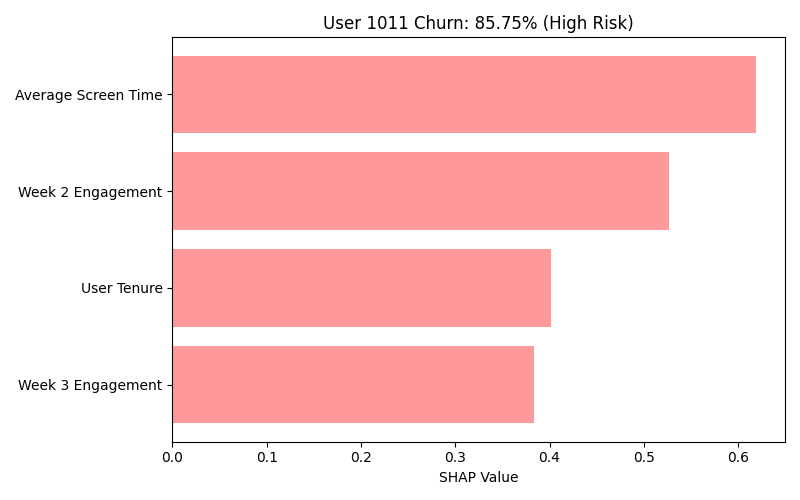 User 1011 Churn: 85.75% (High Risk)
Average Screen Time
Week 2 Engagement
User Tenure
Week 3 Engagement
0.0 0.1 0.2 0.3 0.4 0.5 0.6
SHAP Value